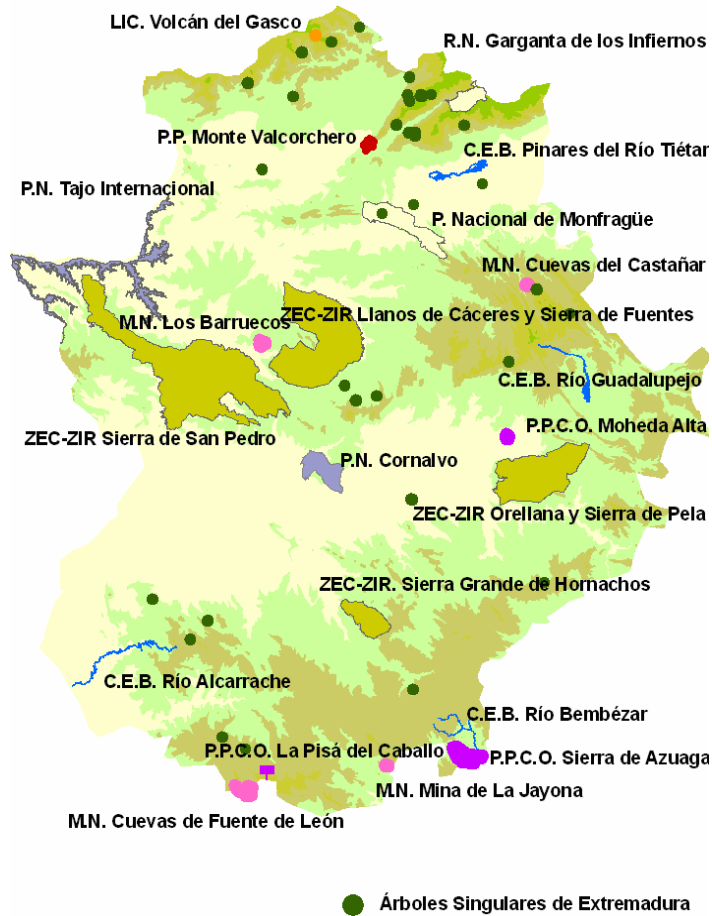 LIC. Volcán del Gasco
R.N. Garganta de los Infiernos
P.P. Monte Valcorchero
C.E.B. Pinares del Río Tiétar
P.N. Tajo Internacional
P. Nacional de Monfragüe
M.N. Cuevas del Castañar
M.N. Los Barruecos
ZEC-ZIR Llanos de Cáceres y Sierra de Fuentes
C.E.B. Río Guadalupejo
P.P.C.O. Moheda Alta
ZEC-ZIR Sierra de San Pedro
P.N. Cornalvo
ZEC-ZIR Orellana y Sierra de Pela
ZEC-ZIR. Sierra Grande de Hornachos
C.E.B. Río Alcarrache
C.E.B. Río Bembézar
P.P.C.O. La Pisá del Caballo
P.P.C.O. Sierra de Azuaga
M.N. Mina de La Jayona
M.N. Cuevas de Fuente de León
Árboles Singulares de Extremadura